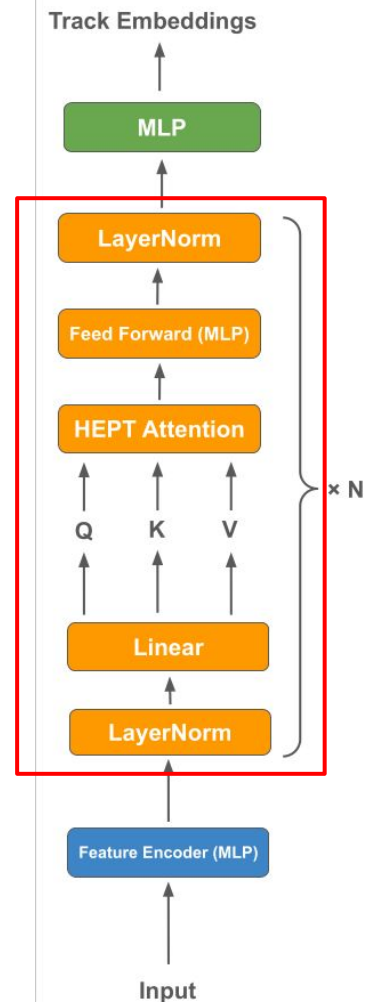 Track Embeddings
MLP
LayerNorm
Feed Forward (MLP)
HEPT Attention
× N
Q K V
Linear
LayerNorm
Feature Encoder (MLP)
Input